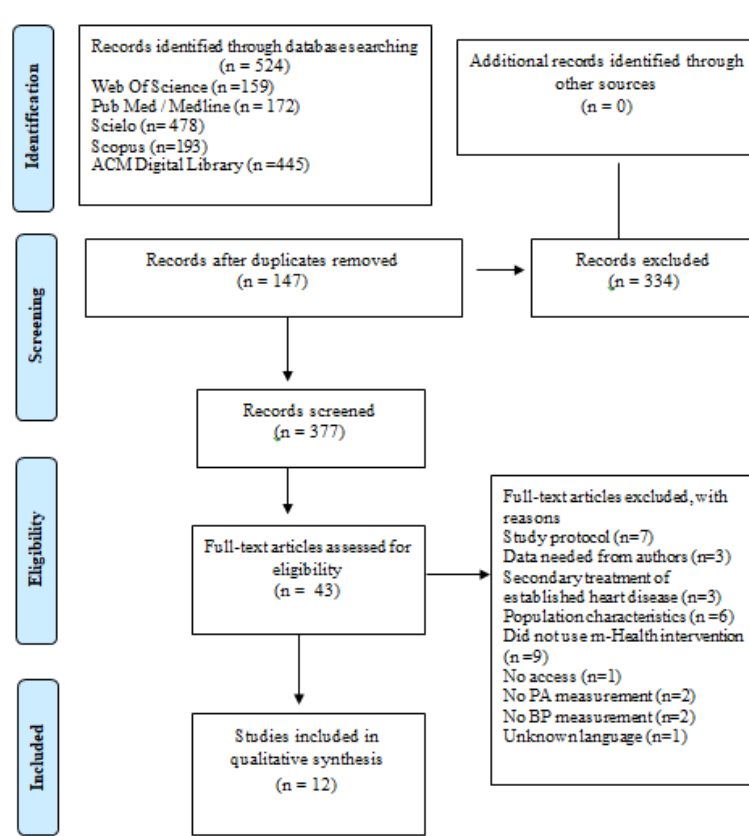 Identification
Records identified through database searching
(n = 524)
Web Of Science (n =159)
Pub Med / Medline (n = 172)
Scielo (n= 478)
Scopus (n=193)
ACM Digital Library (n =445)
Additional records identified through
other sources
(n = 0)
Screening
Records after duplicates removed
(n = 147)
Records excluded
(n = 334)
Records screened
(n = 377)
Eligibility
Full-text articles assessed for
eligibility
(n = 43)
Full-text articles excluded, with
reasons
Study protocol (n=7)
Data needed from authors (n=3)
Secondary treatment of
established heart disease (n=3)
Population characteristics (n =6)
Did not use m-Health intervention
(n =9)
No access (n=1)
No PA measurement (n=2)
No BP measurement (n=2)
Unknown language (n=1)
Included
Studies included in
qualitative synthesis
(n = 12)